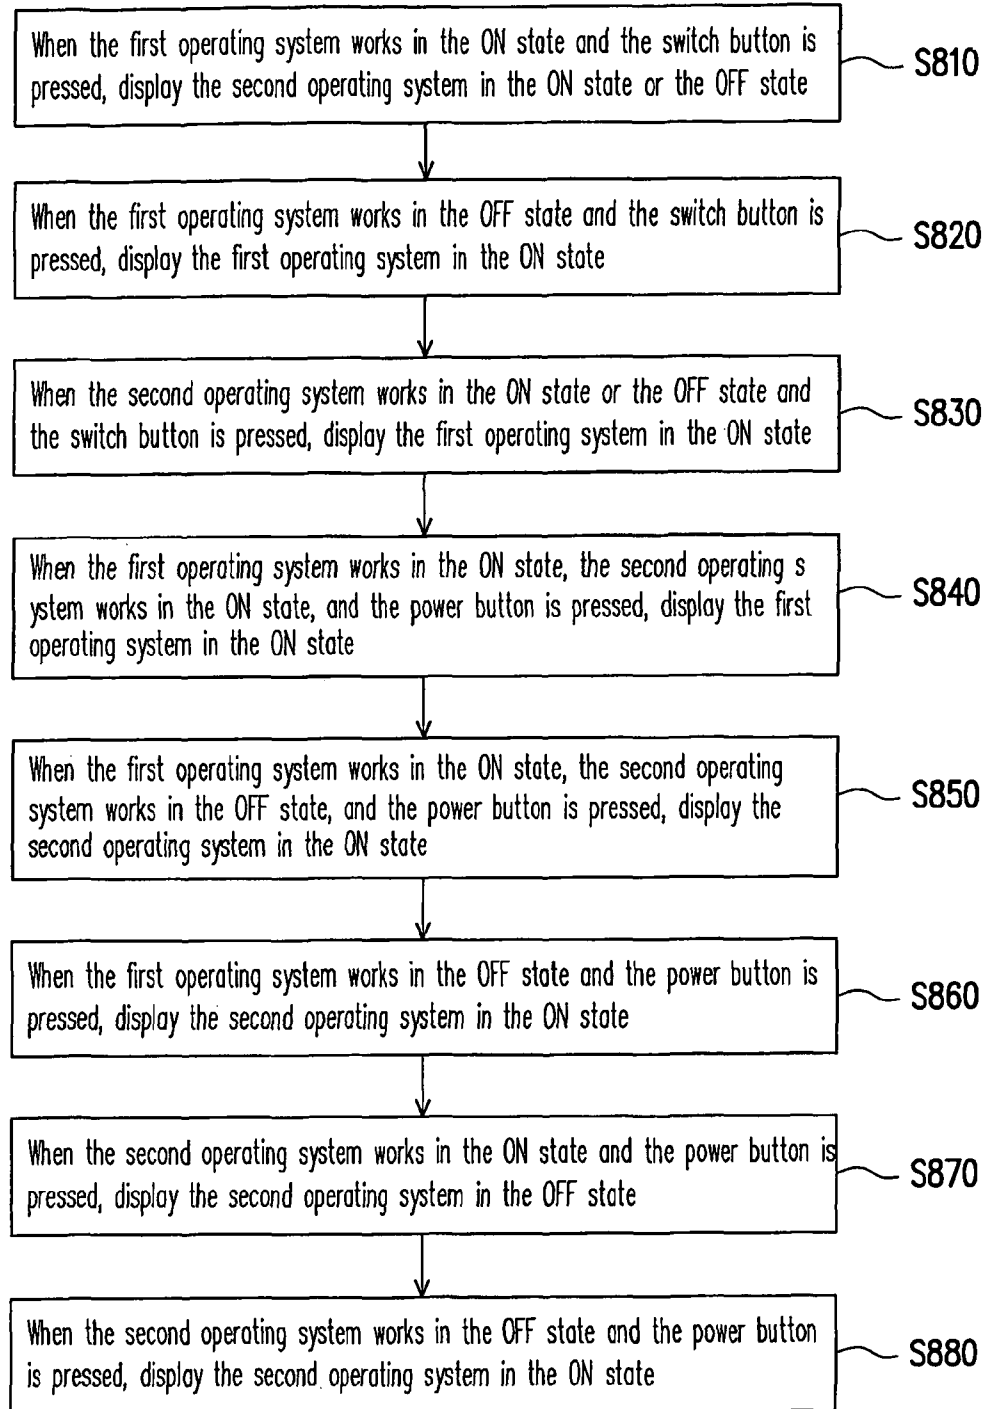 When the first operating system works in the ON state and the switch button is
pressed, display the second operating system in the ON state or the OFF state
S810
When the first operating system works in the OFF state and the switch button is
pressed, display the first operating system in the ON state
S820
When the second operating system works in the ON state or the OFF state and
the switch button is pressed, display the first operating system in the ON state
S830
When the first operating system works in the ON state, the second operating s
ystem works in the ON state, and the power button is pressed, display the first
operating system in the ON state
S840
When the first operating system works in the ON state, the second operating
system works in the OFF state, and the power button is pressed, display the
second operating system in the ON state
S850
When the first operating system works in the OFF state and the power button is
pressed, display the second operating system in the ON state
S860
When the second operating system works in the ON state and the power button is
pressed, display the second operating system in the OFF state
S870
When the second operating system works in the OFF state and the power button
is pressed, display the second operating system in the ON state
S880